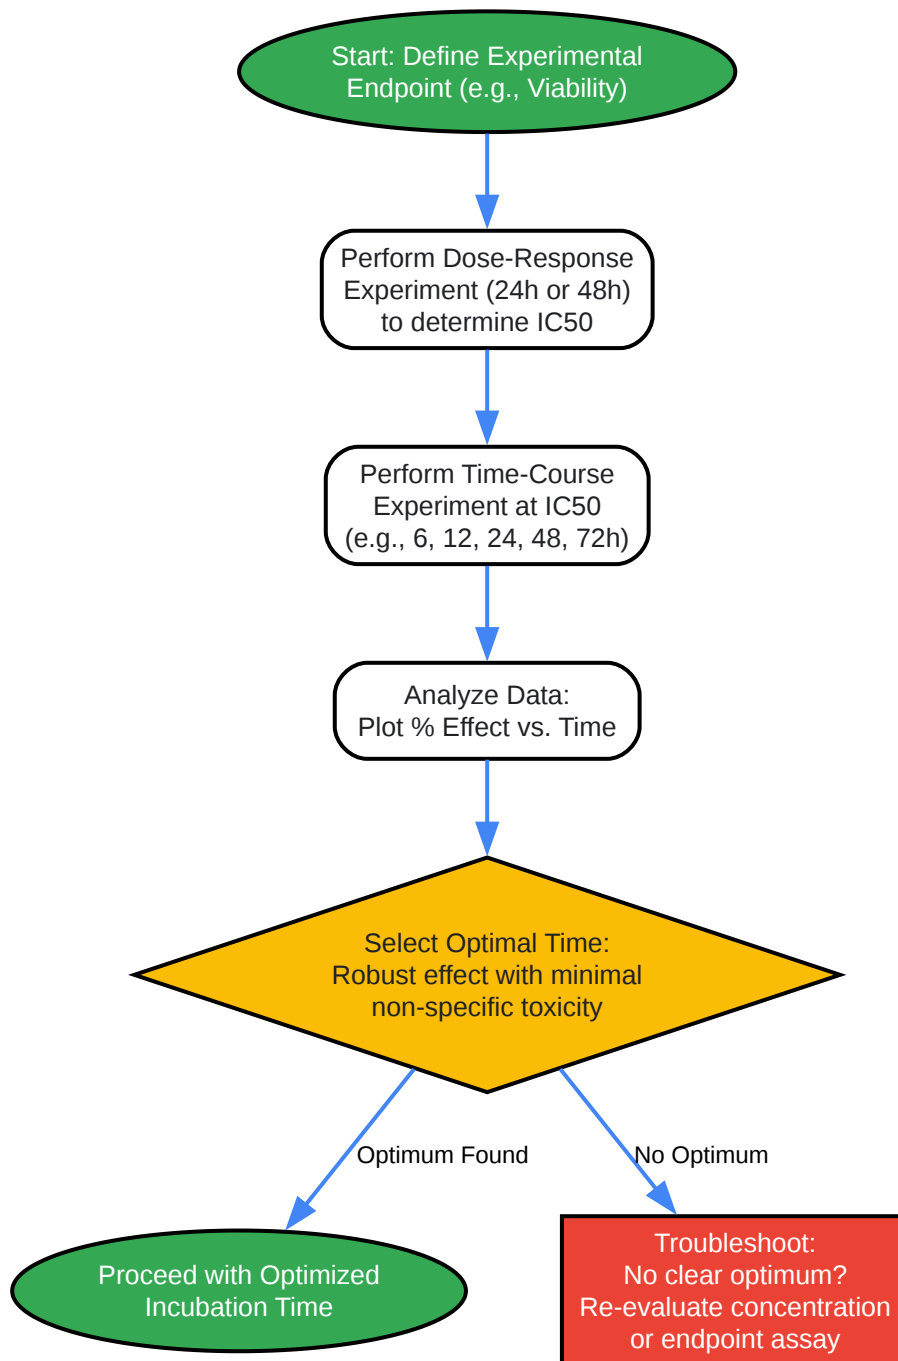 Start: Define Experimental
Endpoint (e.g., Viability)
Perform Dose-Response
Experiment (24h or 48h)
to determine IC50
Perform Time-Course
Experiment at IC50
(e.g., 6, 12, 24, 48, 72h)
Analyze Data:
Plot % Effect vs. Time
Select Optimal Time:
Robust effect with minimal
non-specific toxicity
Optimum Found
No Optimum
Proceed with Optimized
Incubation Time
Troubleshoot:
No clear optimum?
Re-evaluate concentration
or endpoint assay